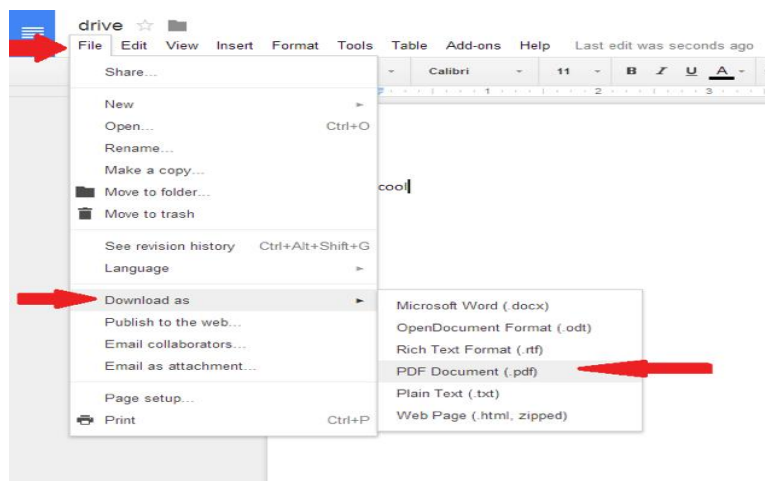 drive
File Edit View Insert Format Tools Table Add-ons Help Last edit was seconds ago
Calibri 11 B I U A
1 2 3
Share...
New
Open... Ctrl+O
Rename...
Make a copy...
Move to folder...
Move to trash
cool
See revision history Ctrl+Alt+Shift+G
Language
Download as
Publish to the web...
Email collaborators...
Email as attachment...
Page setup...
Print Ctrl+P
Microsoft Word (.docx)
OpenDocument Format (.odt)
Rich Text Format (.rtf)
PDF Document (.pdf)
Plain Text (.txt)
Web Page (.html, zipped)